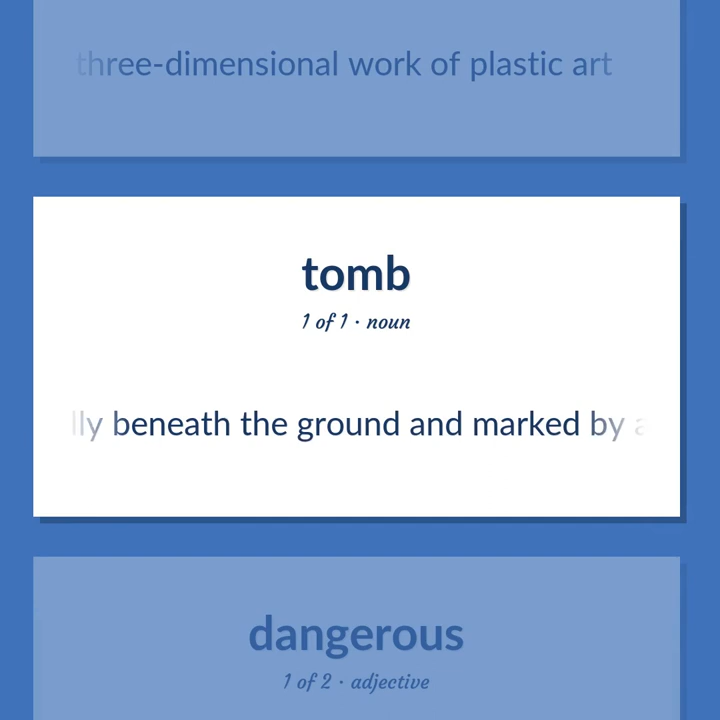 three-dimensional work of plastic art
tomb
1 of 1 · noun
lly beneath the ground and marked by a
dangerous
1 of 2 · adjective